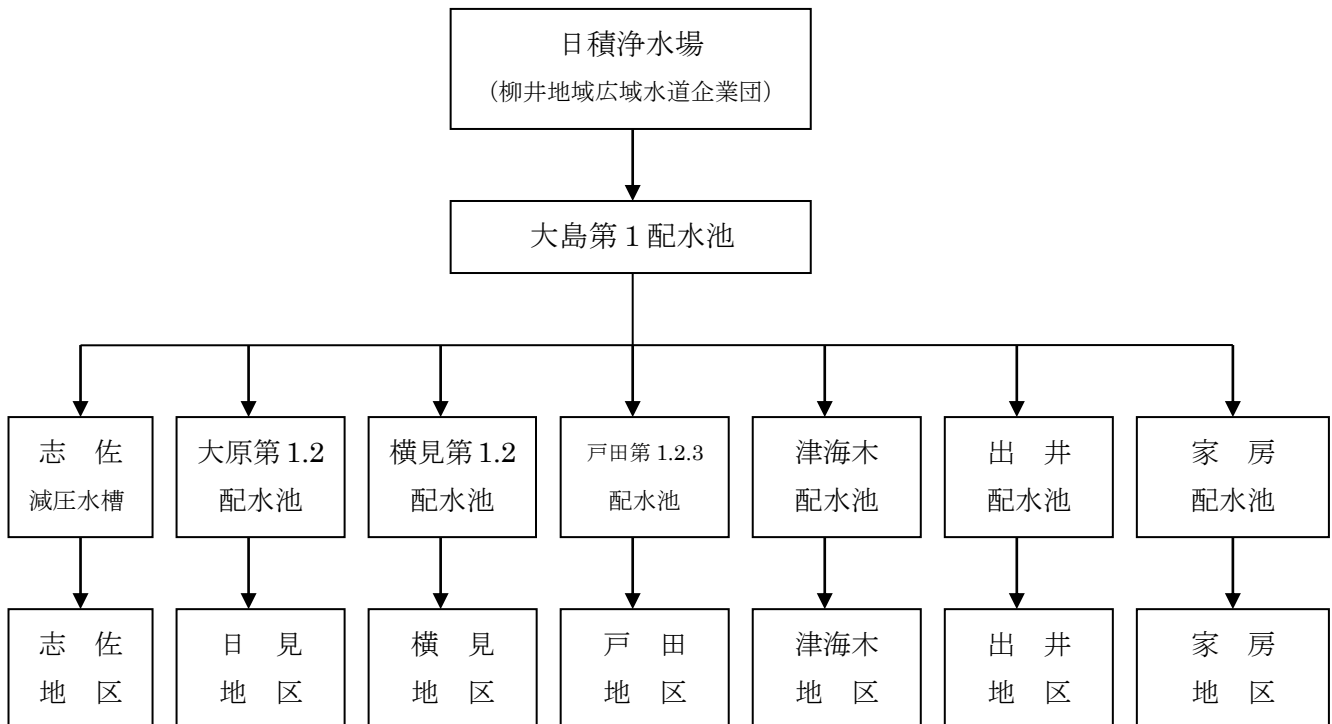 日積浄水場
（柳井地域広域水道企業団）
大島第1配水池
志　佐
減圧水槽
大原第1.2
配水池
横見第1.2
配水池
戸田第1.2.3
配水池
津海木
配水池
出　井
配水池
家　房
配水池
志　佐
地　区
日　見
地　区
横　見
地　区
戸　田
地　区
津海木
地　区
出　井
地　区
家　房
地　区